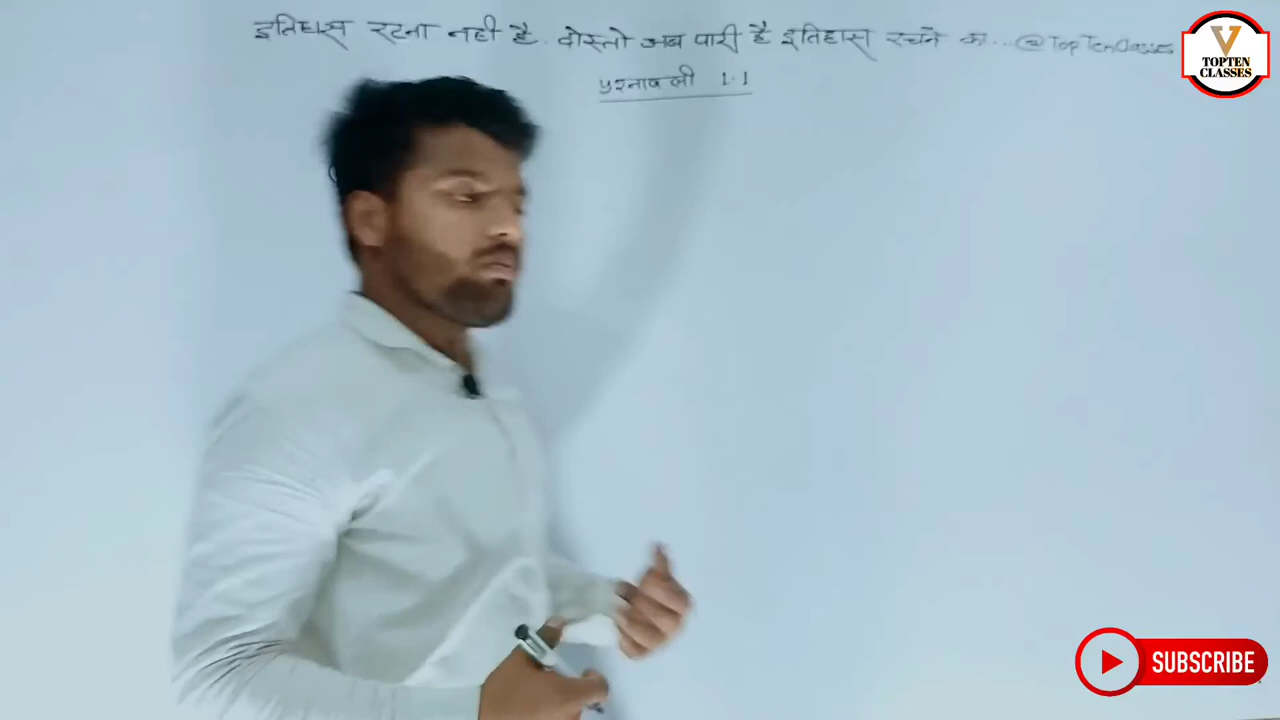 इतिहास रटना नही है. दोस्तो अब पारी है इतिहास रचने का...@TopTenClasses
प्रश्नावली 1.1
V
TOPTEN
CLASSES
SUBSCRIBE